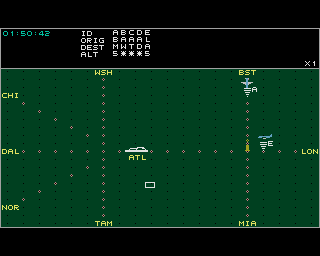 01:50:42 ID ABCDE
ORIG BAAAL
DEST MWTDA
ALT 5***5
X1
WSH BST
CHI A
E
DAL ATL LON
NOR
TAM MIA